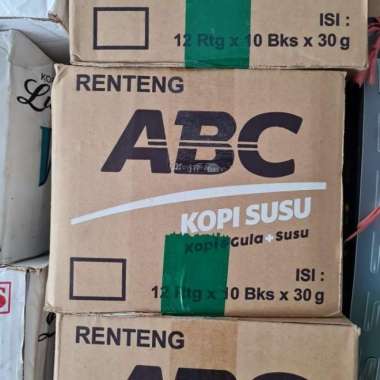 ISI :
12 Rtg x 10 Bks x 30 g
RENTENG
ABC
KOPI SUSU
Kopi+Gula+Susu
ISI :
12 Rtg x 10 Bks x 30 g
RENTENG
ABC